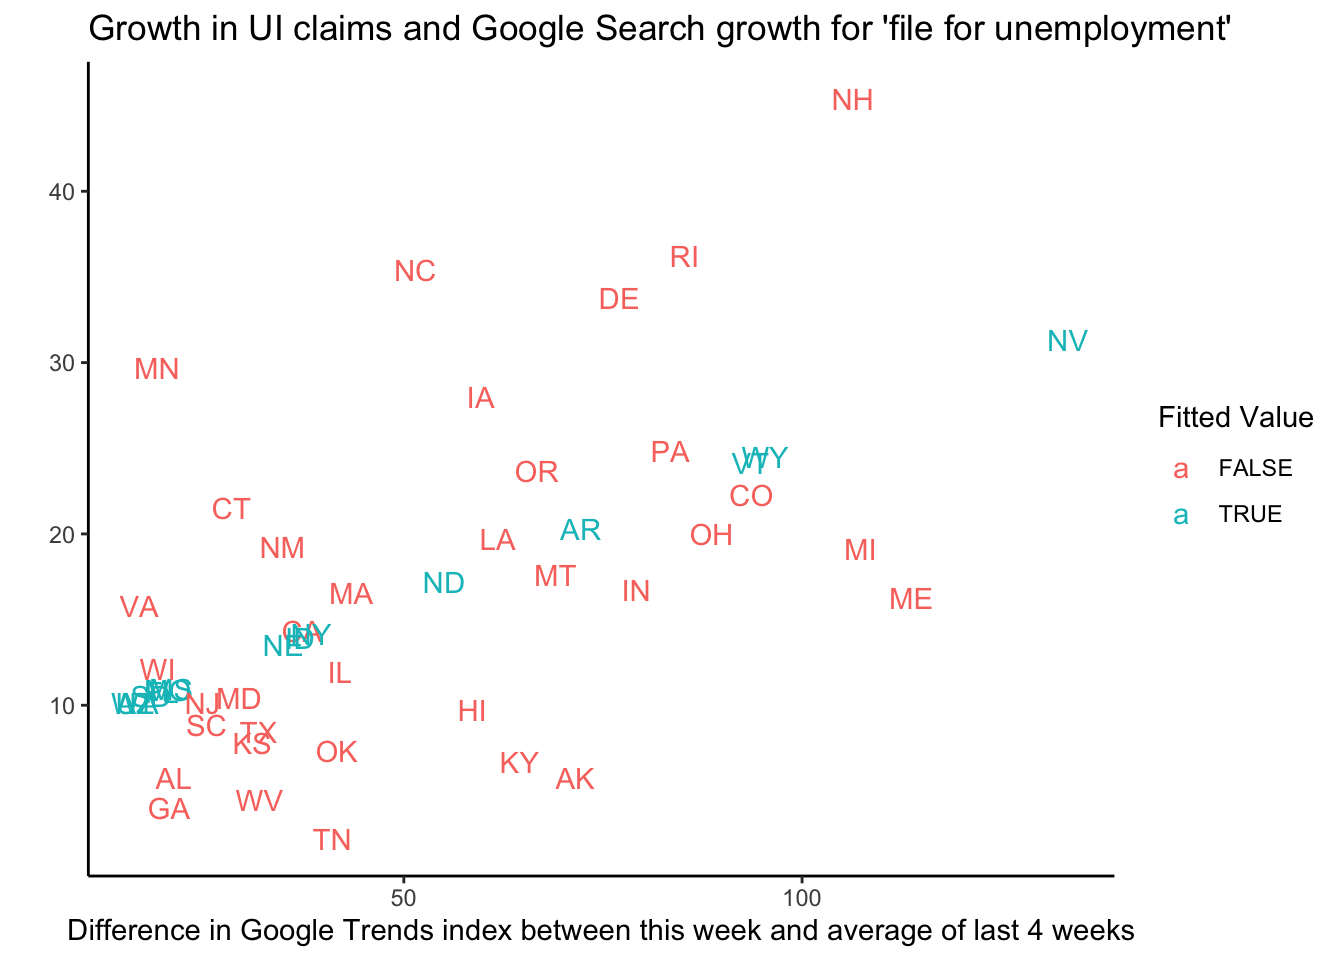 Growth in UI claims and Google Search growth for 'file for unemployment'
NH
40
RI
NC
DE
NV
MN
30
IA
Fitted Value
PA
WY
VT
OR
a FALSE
CO
CT
a TRUE
AR
OH
LA
NM
MI
MT
ND
IN
MA
ME
VA
CA
NY
ID
NE
WI
IL
MD
NJ
10
HI
SC
TX
KS
OK
KY
AL
AK
WV
GA
TN
20
50
100
Difference in Google Trends index between this week and average of last 4 weeks